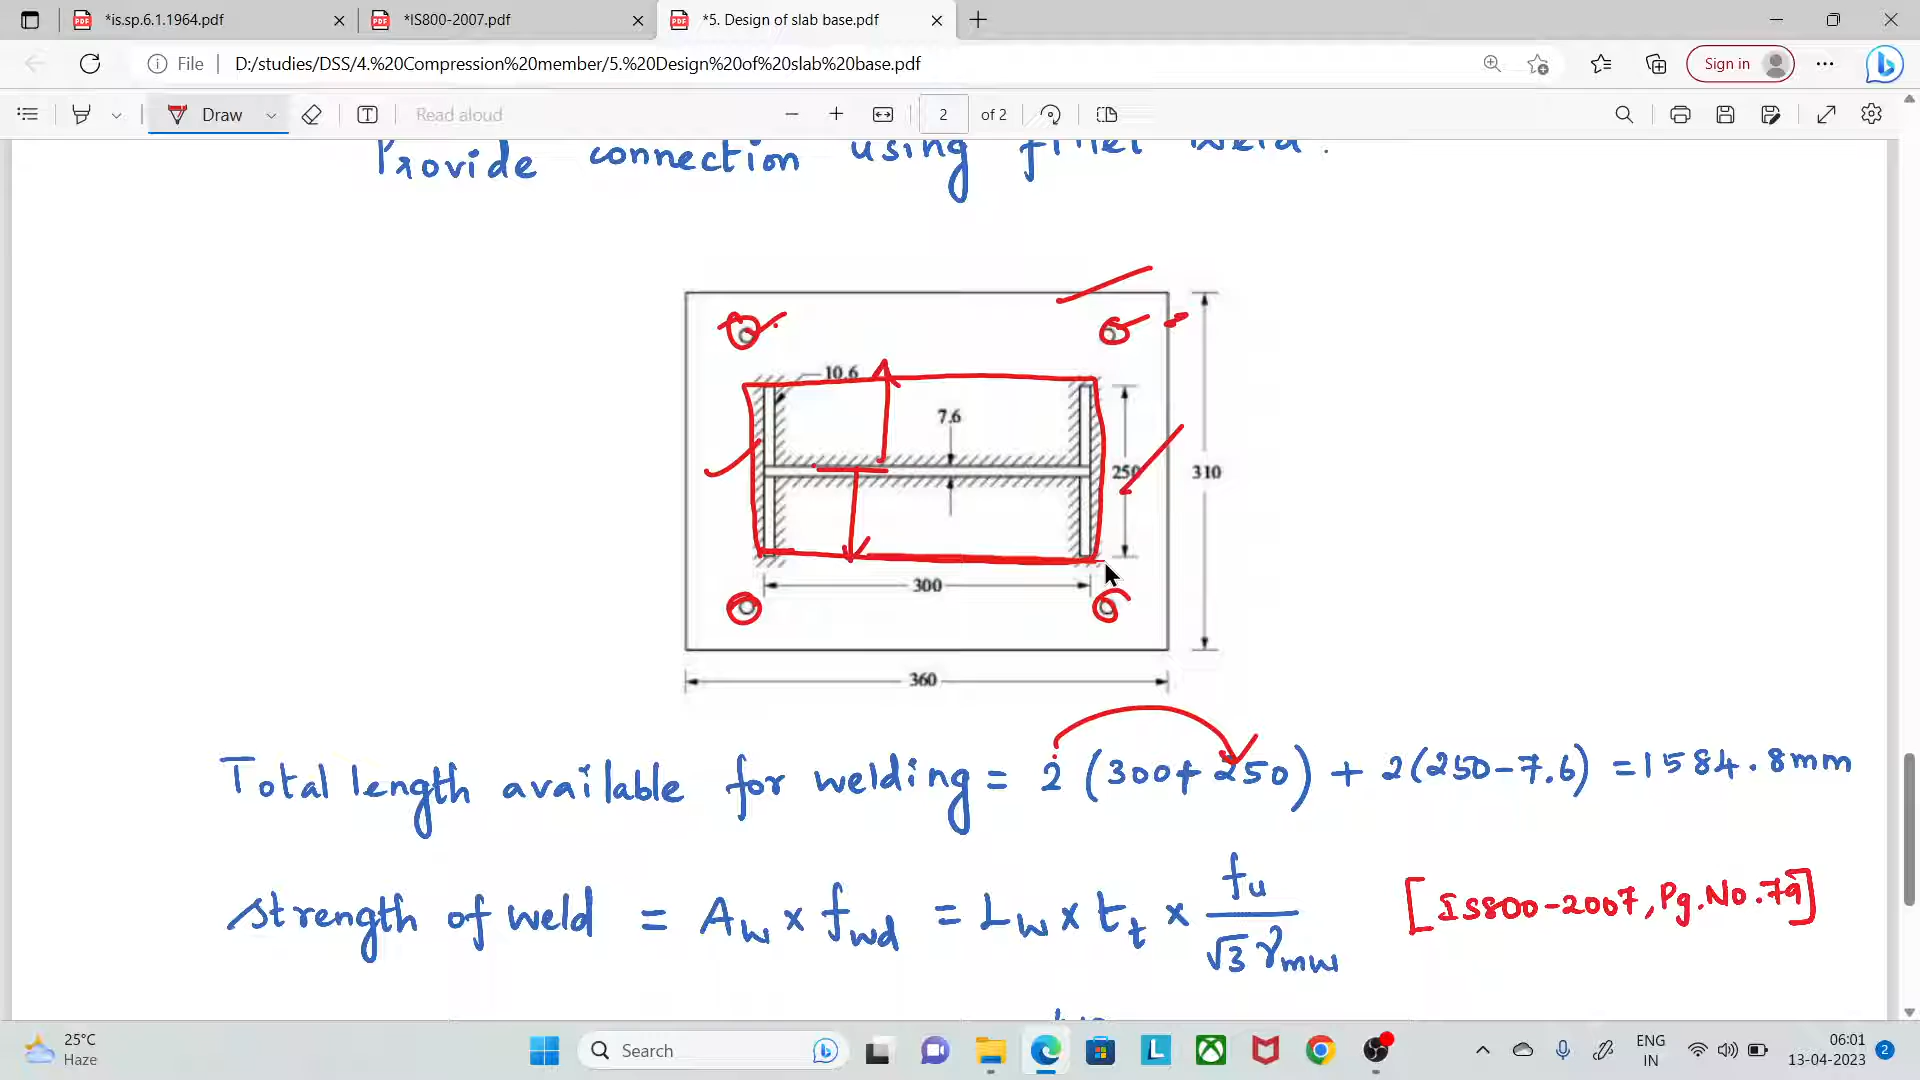 *is.sp.6.1.1964.pdf
*IS800-2007.pdf
*5. Design of slab base.pdf
File
D:/studies/DSS/4.%20Compression%20member/5.%20Design%20of%20slab%20base.pdf
Sign in
Draw
Read aloud
2 of 2
Provide connection using fillet weld.
10.6
7.6
250
310
300
360
Total length available for welding = 2 (300+250) + 2(250-7.6) = 1584.8mm
strength of weld = Aw x fwd = Lw x tt x fu / √3 γmw
[IS800-2007, Pg.No.79]
25°C
Haze
Search
ENG
IN
06:01
13-04-2023
2